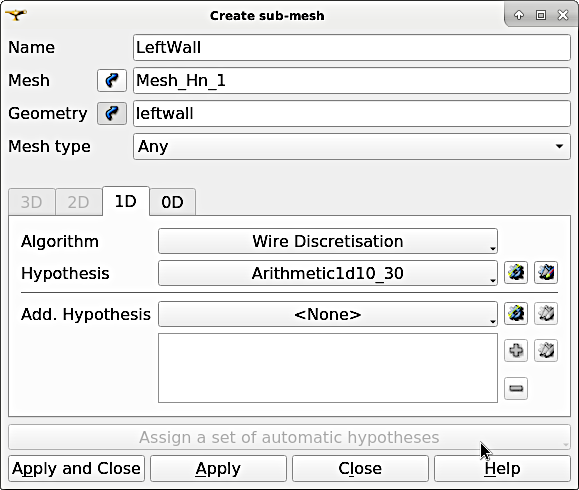 Create sub-mesh
Name LeftWall
Mesh Mesh_Hn_1
Geometry leftwall
Mesh type Any
3D 2D 1D 0D
Algorithm Wire Discretisation
Hypothesis Arithmetic1d10_30
Add. Hypothesis <None>
Assign a set of automatic hypotheses
Apply and Close Apply Close Help